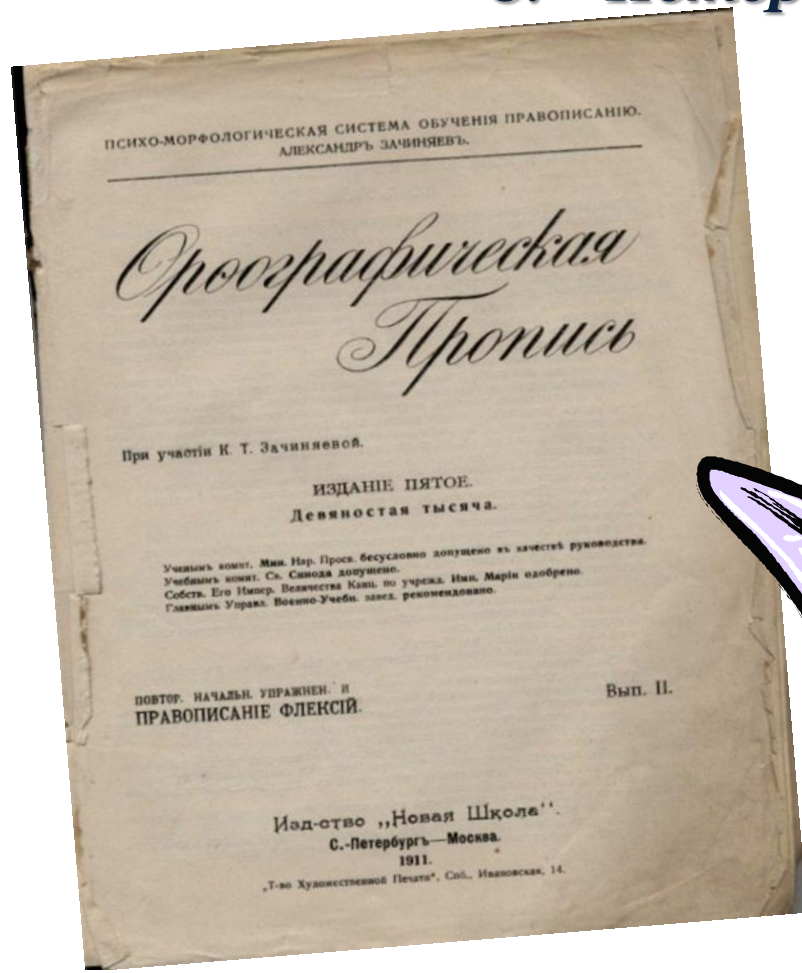 ПСИХО-МОРФОЛОГИЧЕСКАЯ СИСТЕМА ОБУЧЕНІЯ ПРАВОПИСАНІЮ.
АЛЕКСАНДРЪ ЗАЧИНЯЕВЪ.
Орѳографическая
Пропись
При участіи К. Т. Зачиняевой.
ИЗДАНІЕ ПЯТОЕ.
Девяностая тысяча.
Ученымъ комит. Мин. Нар. Просв. безусловно допущено въ качествѣ руководства.
Учебнымъ комит. Св. Синода допущено.
Собств. Его Импер. Величества Канц. по учрежд. Имп. Маріи одобрено.
Главнымъ Управл. Военно-Учебн. завед. рекомендовано.
ПОВТОР. НАЧАЛЬН. УПРАЖНЕН. И
ПРАВОПИСАНІЕ ФЛЕКСІЙ.
Вып. II.
Изд-ство „Новая Школа".
С.-Петербургъ—Москва.
1911.
„Т-во Художественной Печати", Спб., Ивановская, 14.